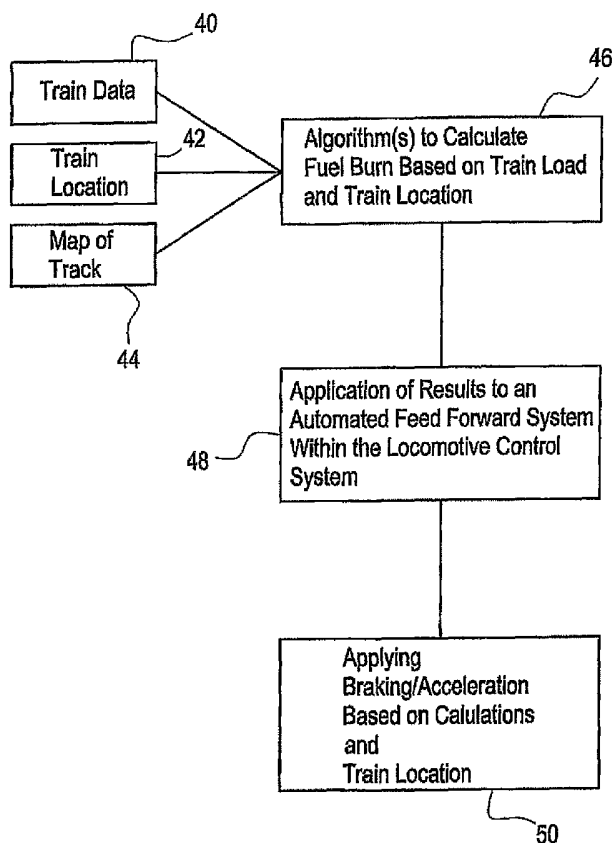 40
Train Data
42
Train
Location
Map of
Track
44
46
Algorithm(s) to Calculate
Fuel Burn Based on Train Load
and Train Location
Application of Results to an
Automated Feed Forward System
Within the Locomotive Control
System
48
Applying
Braking/Acceleration
Based on Calulations
and
Train Location
50